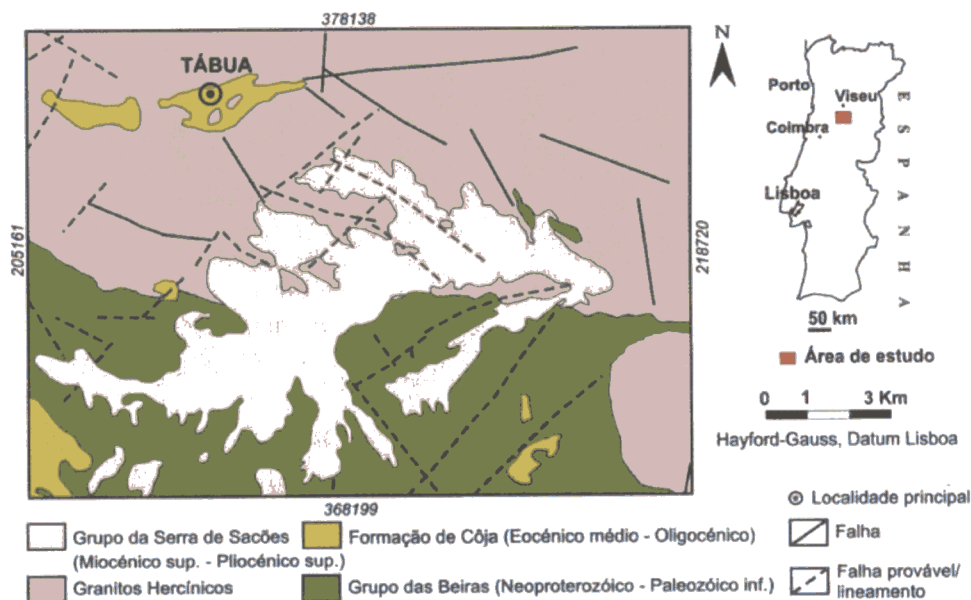 378138
TÁBUA
205161
218720
368199
N
Porto
Viseu
Coimbra
Lisboa
ESPANHA
50 km
Área de estudo
0 1 3 Km
Hayford-Gauss, Datum Lisboa
Localidade principal
Falha
Falha provável/
lineamento
Grupo da Serra de Sacões
(Miocénico sup. - Pliocénico sup.)
Formação de Côja (Eocénico médio - Oligocénico)
Granitos Hercínicos
Grupo das Beiras (Neoproterozóico - Paleozóico inf.)